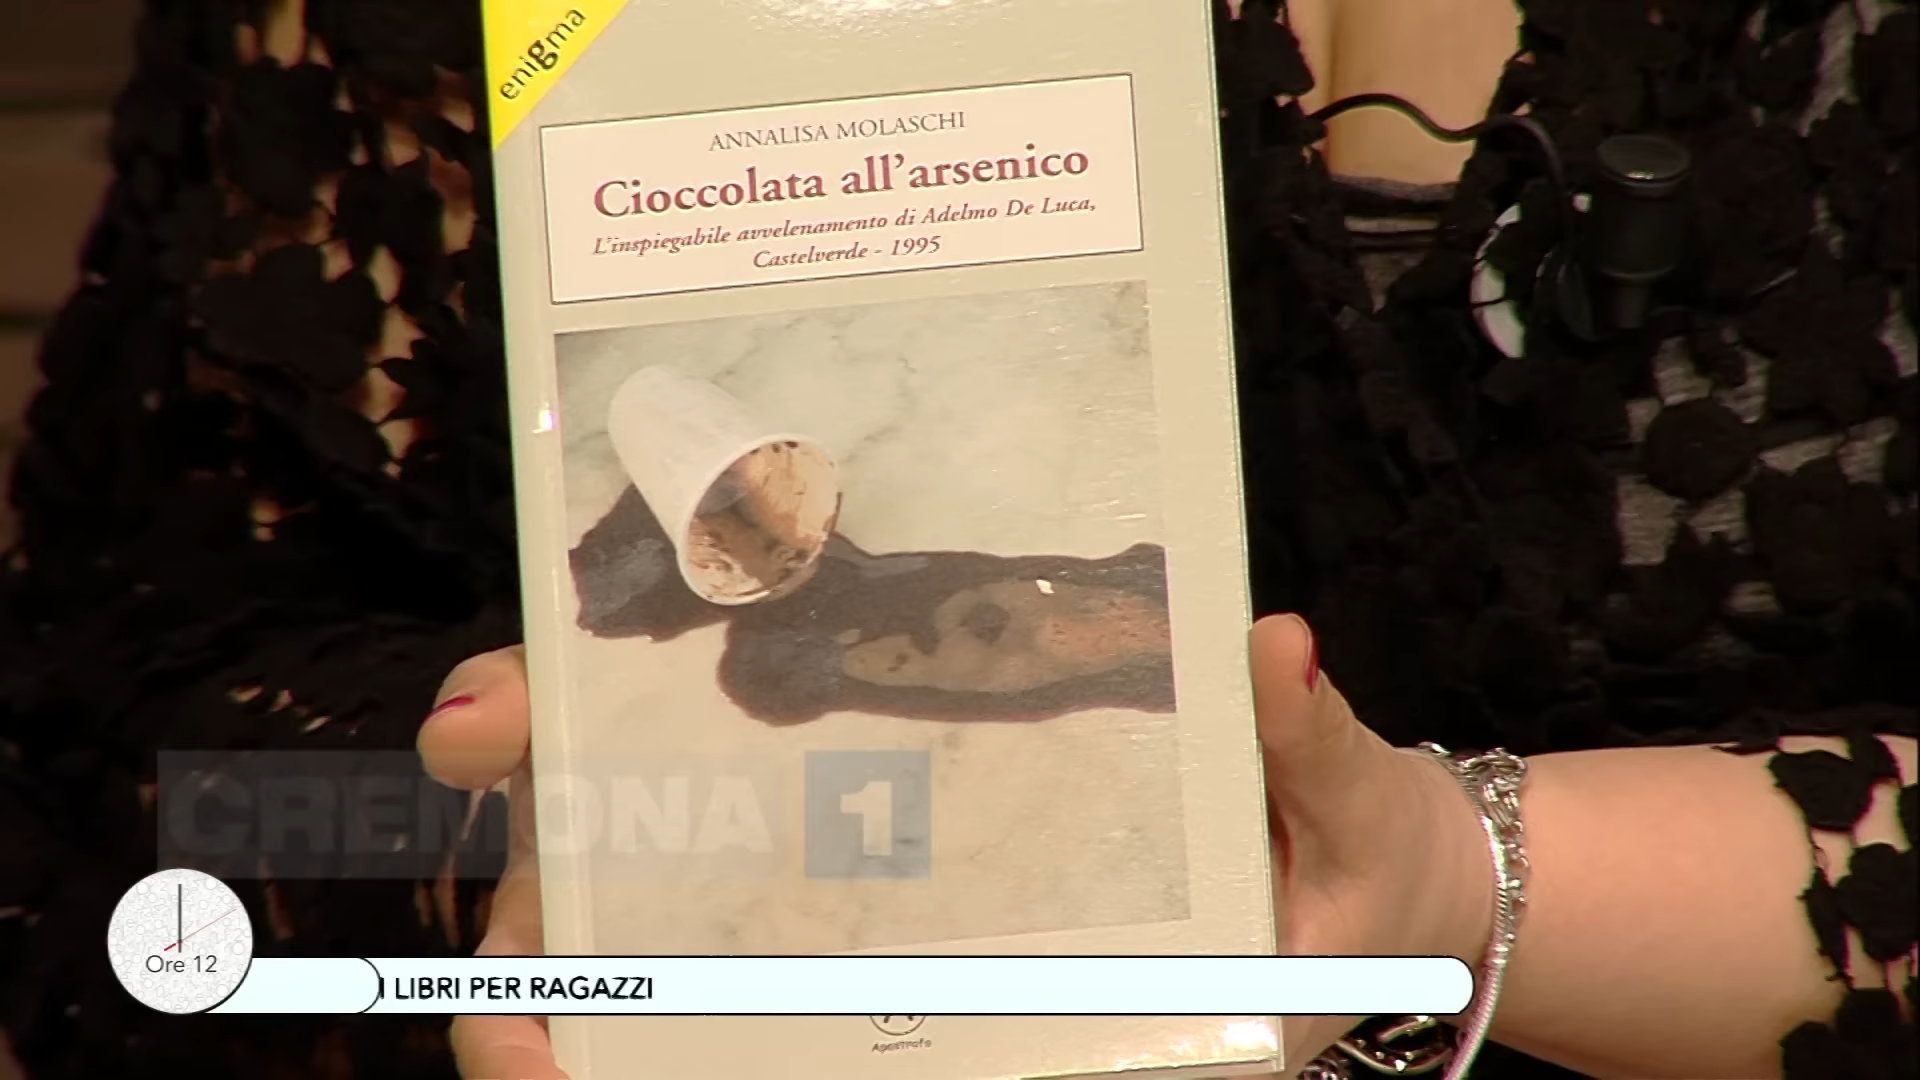 enigma
ANNALISA MOLASCHI
Cioccolata all'arsenico
L'inspiegabile avvelenamento di Adelmo De Luca,
Castelverde - 1995
CREMONA 1
Ore 12
I LIBRI PER RAGAZZI
Apostrofo